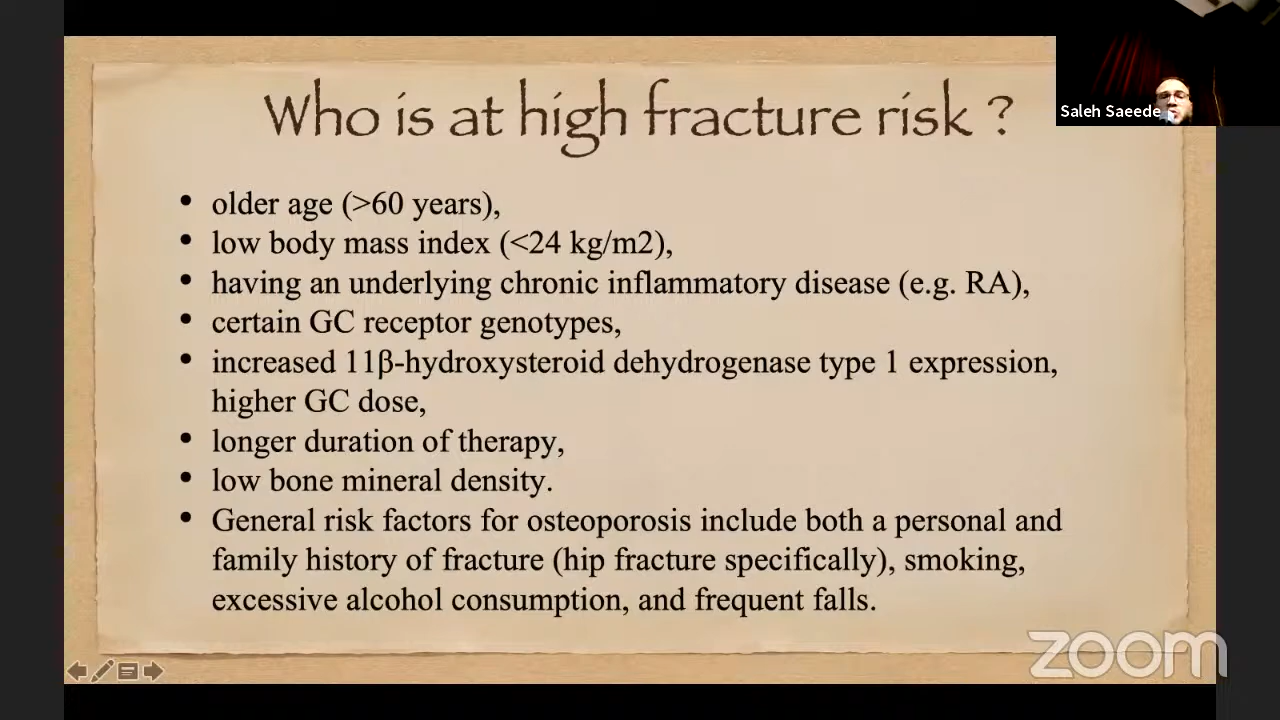 Who is at high fracture risk ?
Saleh Saeede
• older age (>60 years),
• low body mass index (<24 kg/m2),
• having an underlying chronic inflammatory disease (e.g. RA),
• certain GC receptor genotypes,
• increased 11β-hydroxysteroid dehydrogenase type 1 expression,
higher GC dose,
• longer duration of therapy,
• low bone mineral density.
• General risk factors for osteoporosis include both a personal and
family history of fracture (hip fracture specifically), smoking,
excessive alcohol consumption, and frequent falls.
zoom